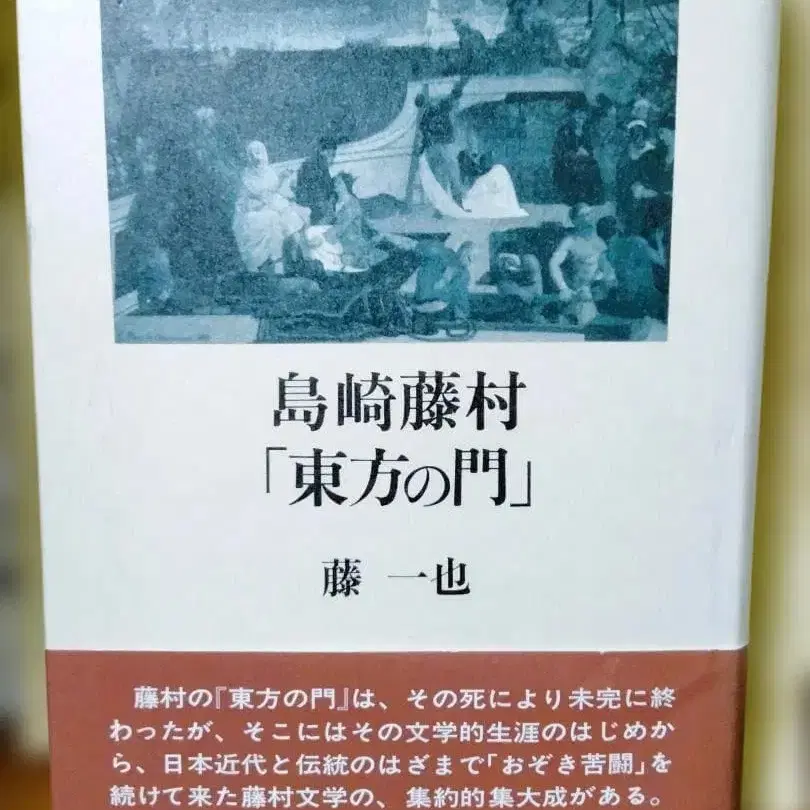 島崎藤村
「東方の門」
藤 一也
藤村の『東方の門』は、その死により未完に終
わったが、そこにはその文学的生涯のはじめか
ら、日本近代と伝統のはざまで「おぞき苦闘」を
続けて来た藤村文学の、集約的集大成がある。